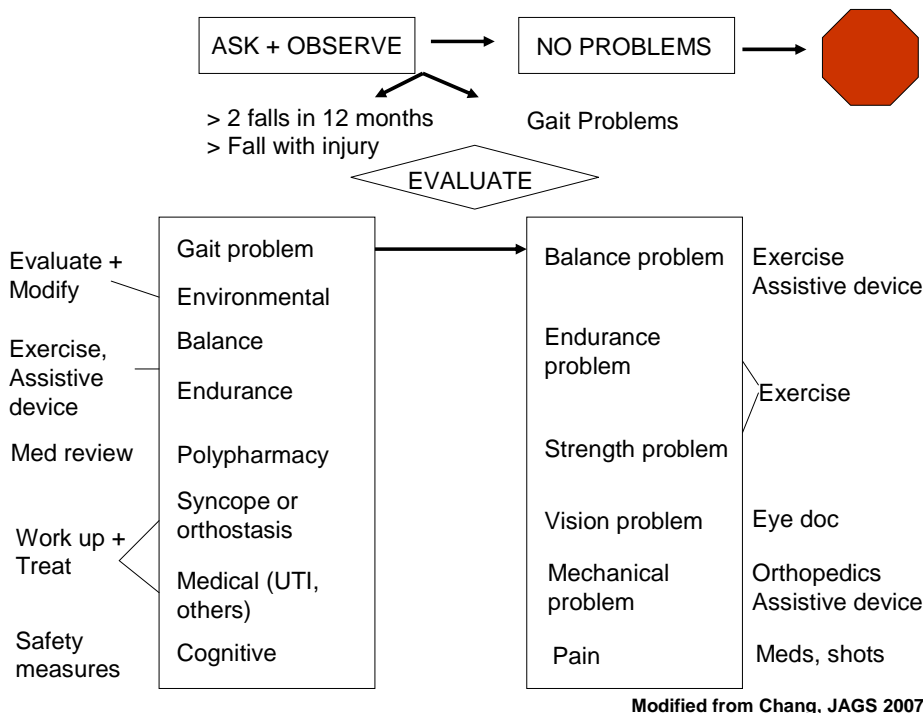 ASK + OBSERVE
NO PROBLEMS
> 2 falls in 12 months
> Fall with injury
Gait Problems
EVALUATE
Evaluate +
Modify
Exercise,
Assistive
device
Med review
Work up +
Treat
Safety
measures
Gait problem
Environmental
Balance
Endurance
Polypharmacy
Syncope or
orthostasis
Medical (UTI,
others)
Cognitive
Balance problem
Endurance
problem
Strength problem
Vision problem
Mechanical
problem
Pain
Exercise
Assistive device
Exercise
Eye doc
Orthopedics
Assistive device
Meds, shots
Modified from Chang, JAGS 2007